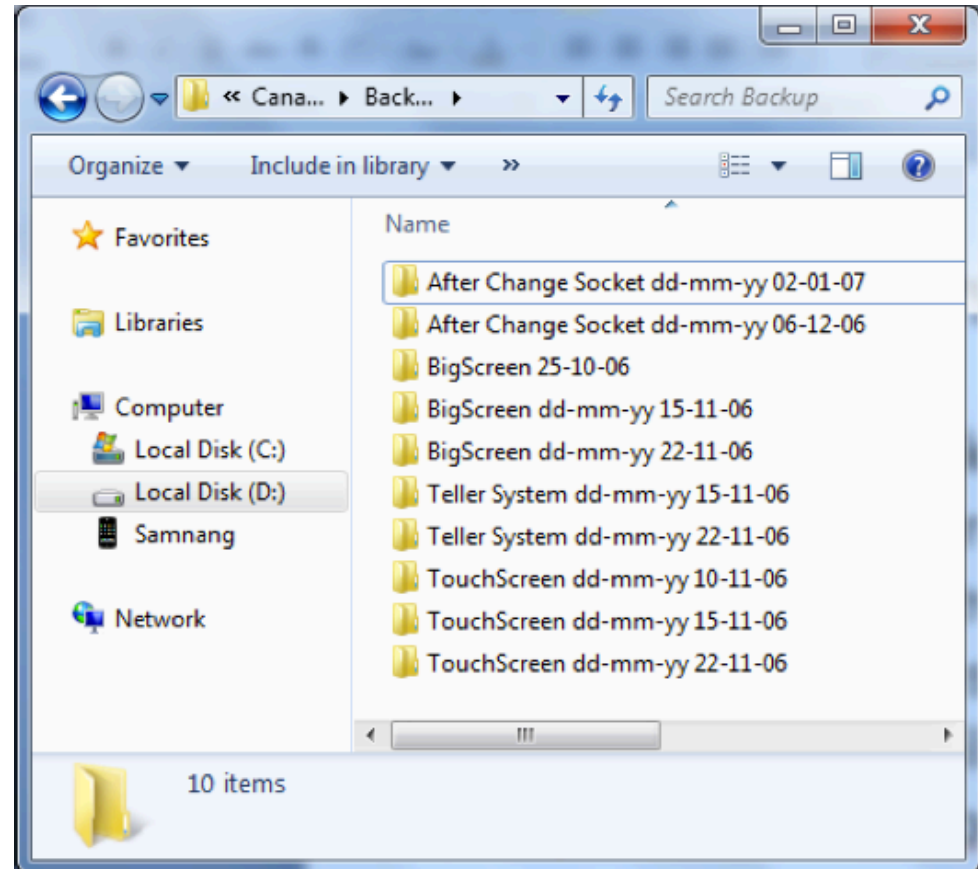 « Cana... ▸ Back... ▸
Search Backup
Organize ▾ Include in library ▾ »
Favorites
Libraries
Computer
Local Disk (C:)
Local Disk (D:)
Samnang
Network
Name
After Change Socket dd-mm-yy 02-01-07
After Change Socket dd-mm-yy 06-12-06
BigScreen 25-10-06
BigScreen dd-mm-yy 15-11-06
BigScreen dd-mm-yy 22-11-06
Teller System dd-mm-yy 15-11-06
Teller System dd-mm-yy 22-11-06
TouchScreen dd-mm-yy 10-11-06
TouchScreen dd-mm-yy 15-11-06
TouchScreen dd-mm-yy 22-11-06
10 items